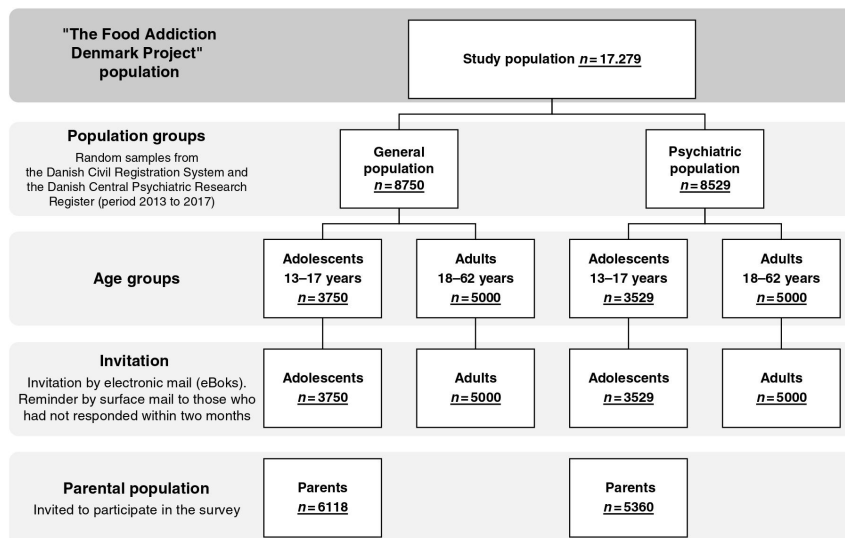 "The Food Addiction
Denmark Project"
population
Study population n=17.279
Population groups
Random samples from
the Danish Civil Registration System and
the Danish Central Psychiatric Research
Register (period 2013 to 2017)
General
population
n=8750
Psychiatric
population
n=8529
Age groups
Adolescents
13–17 years
n=3750
Adults
18–62 years
n=5000
Adolescents
13–17 years
n=3529
Adults
18–62 years
n=5000
Invitation
Invitation by electronic mail (eBoks).
Reminder by surface mail to those who
had not responded within two months
Adolescents
n=3750
Adults
n=5000
Adolescents
n=3529
Adults
n=5000
Parental population
Invited to participate in the survey
Parents
n=6118
Parents
n=5360